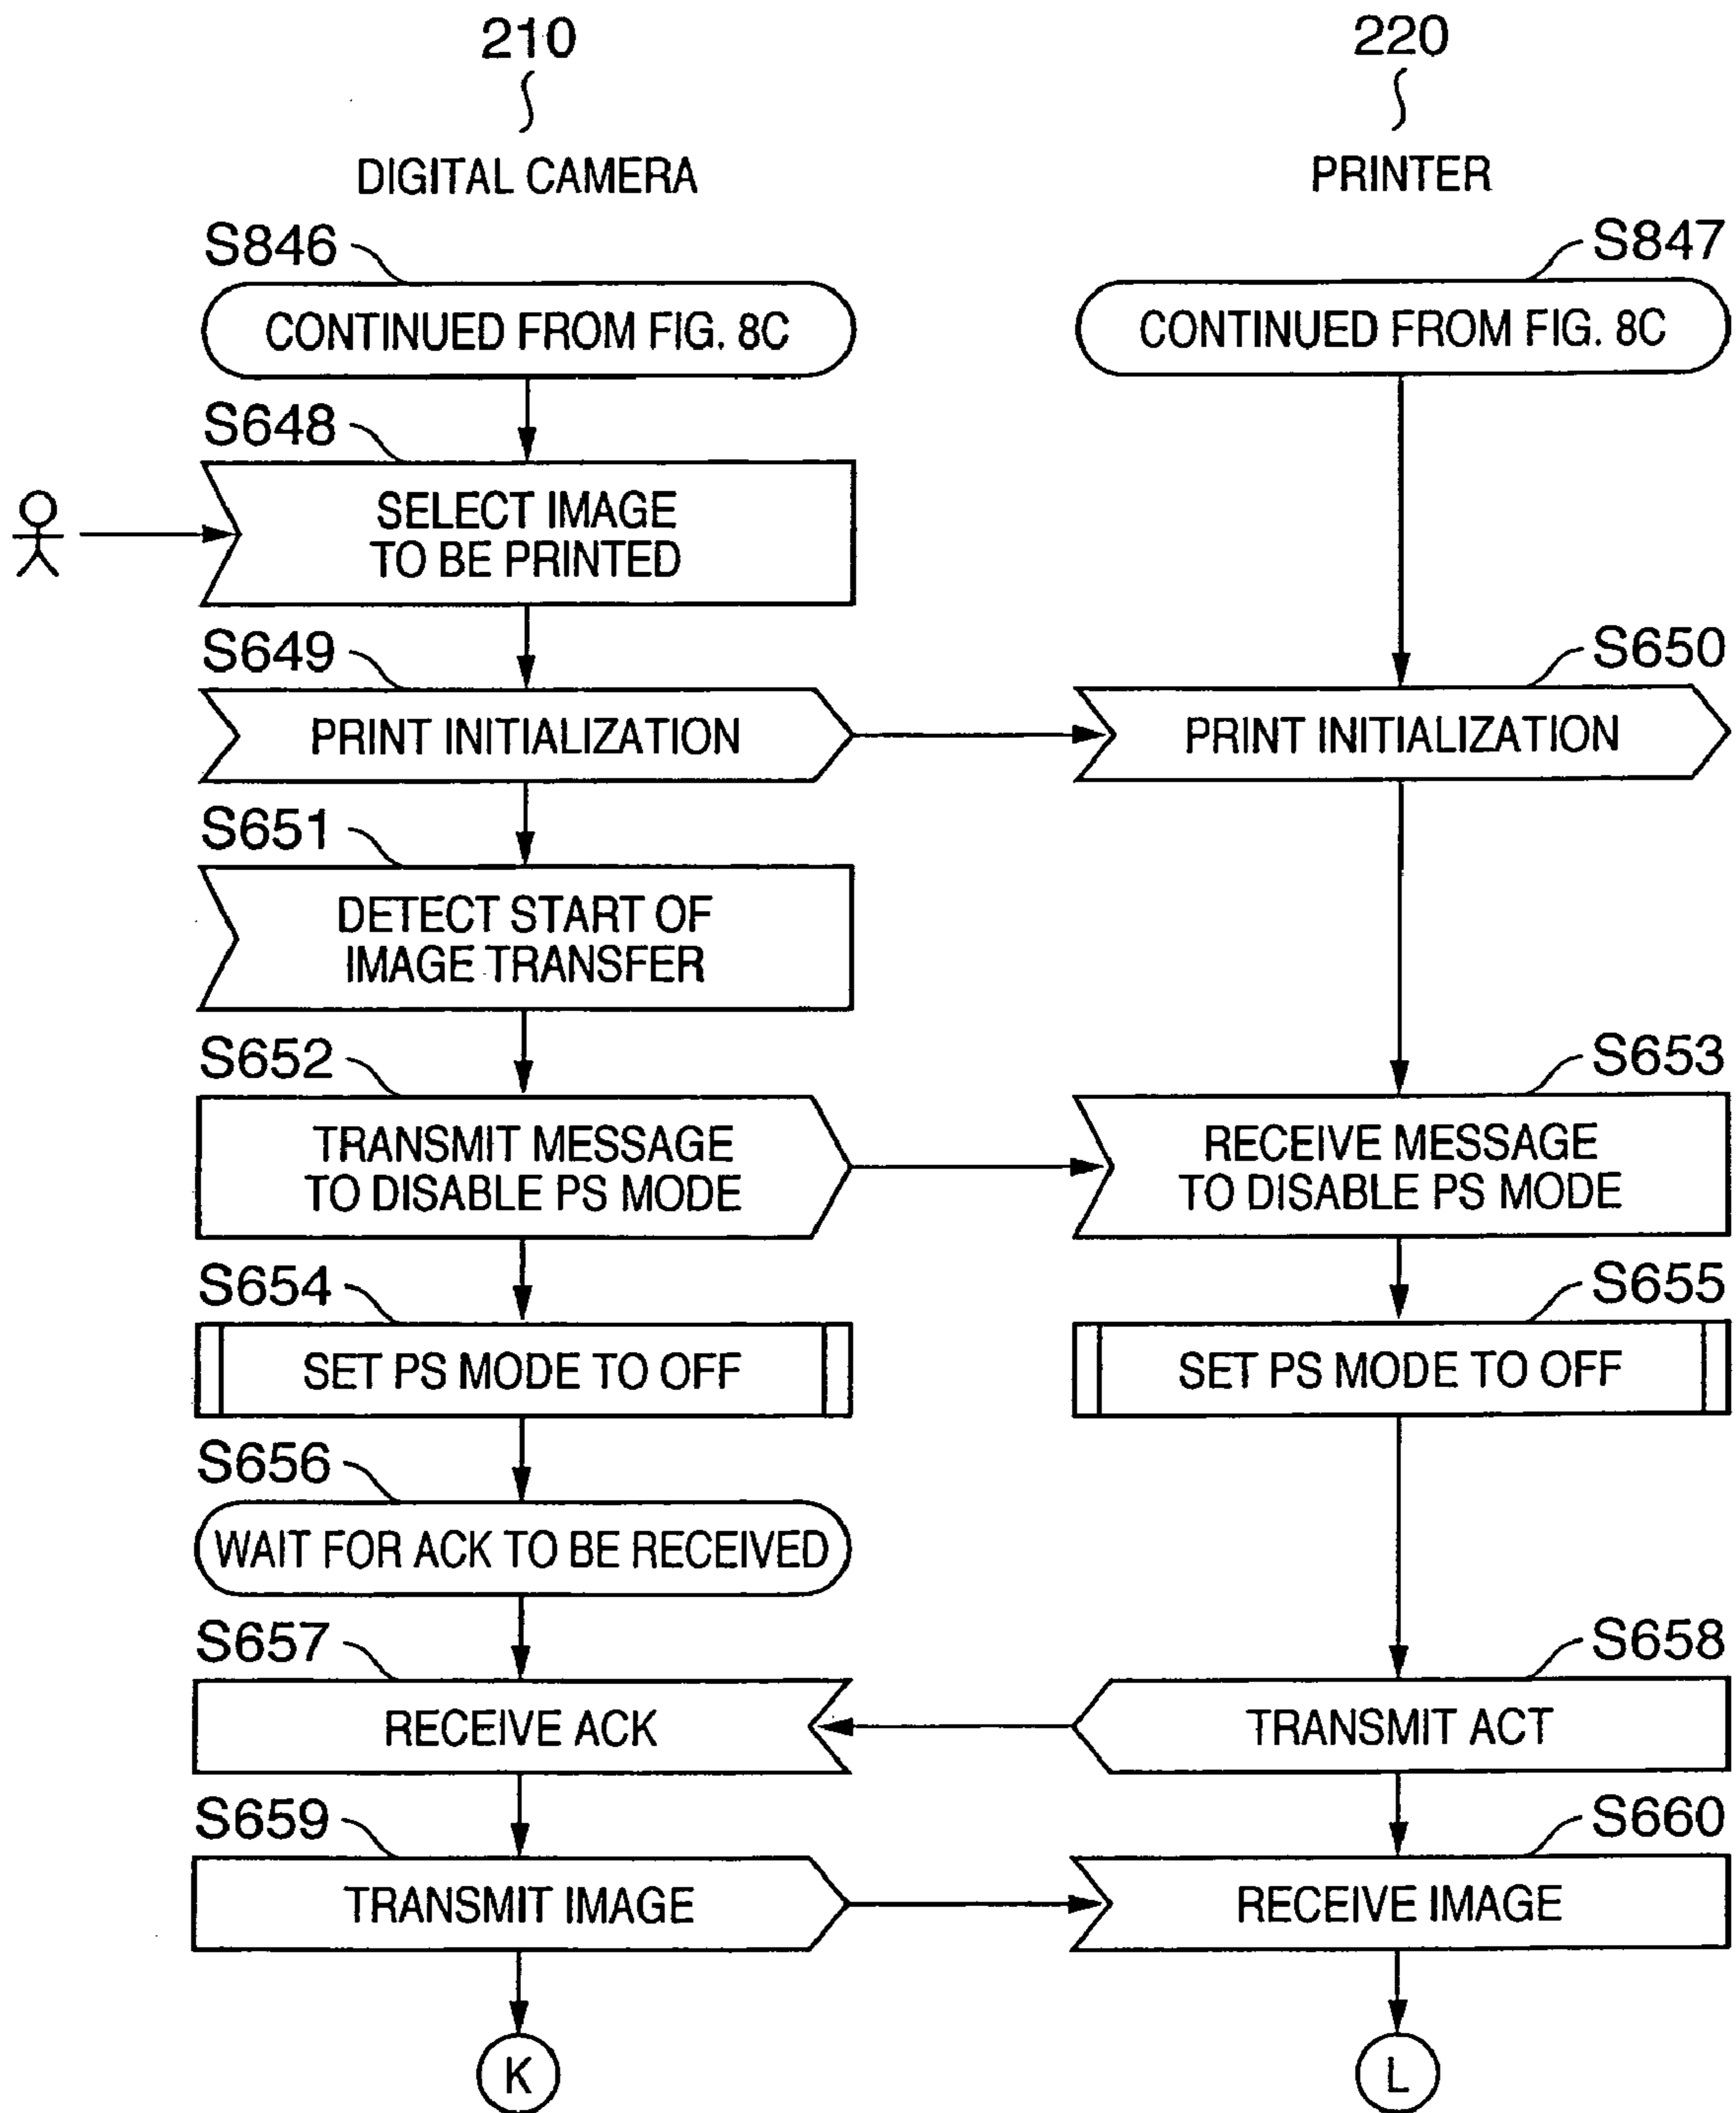 210
220
DIGITAL CAMERA
PRINTER
S846
S847
CONTINUED FROM FIG. 8C
CONTINUED FROM FIG. 8C
S648
SELECT IMAGE
TO BE PRINTED
S649
S650
PRINT INITIALIZATION
PRINT INITIALIZATION
S651
DETECT START OF
IMAGE TRANSFER
S652
S653
TRANSMIT MESSAGE
TO DISABLE PS MODE
RECEIVE MESSAGE
TO DISABLE PS MODE
S654
S655
SET PS MODE TO OFF
SET PS MODE TO OFF
S656
WAIT FOR ACK TO BE RECEIVED
S657
S658
RECEIVE ACK
TRANSMIT ACT
S659
S660
TRANSMIT IMAGE
RECEIVE IMAGE
K
L